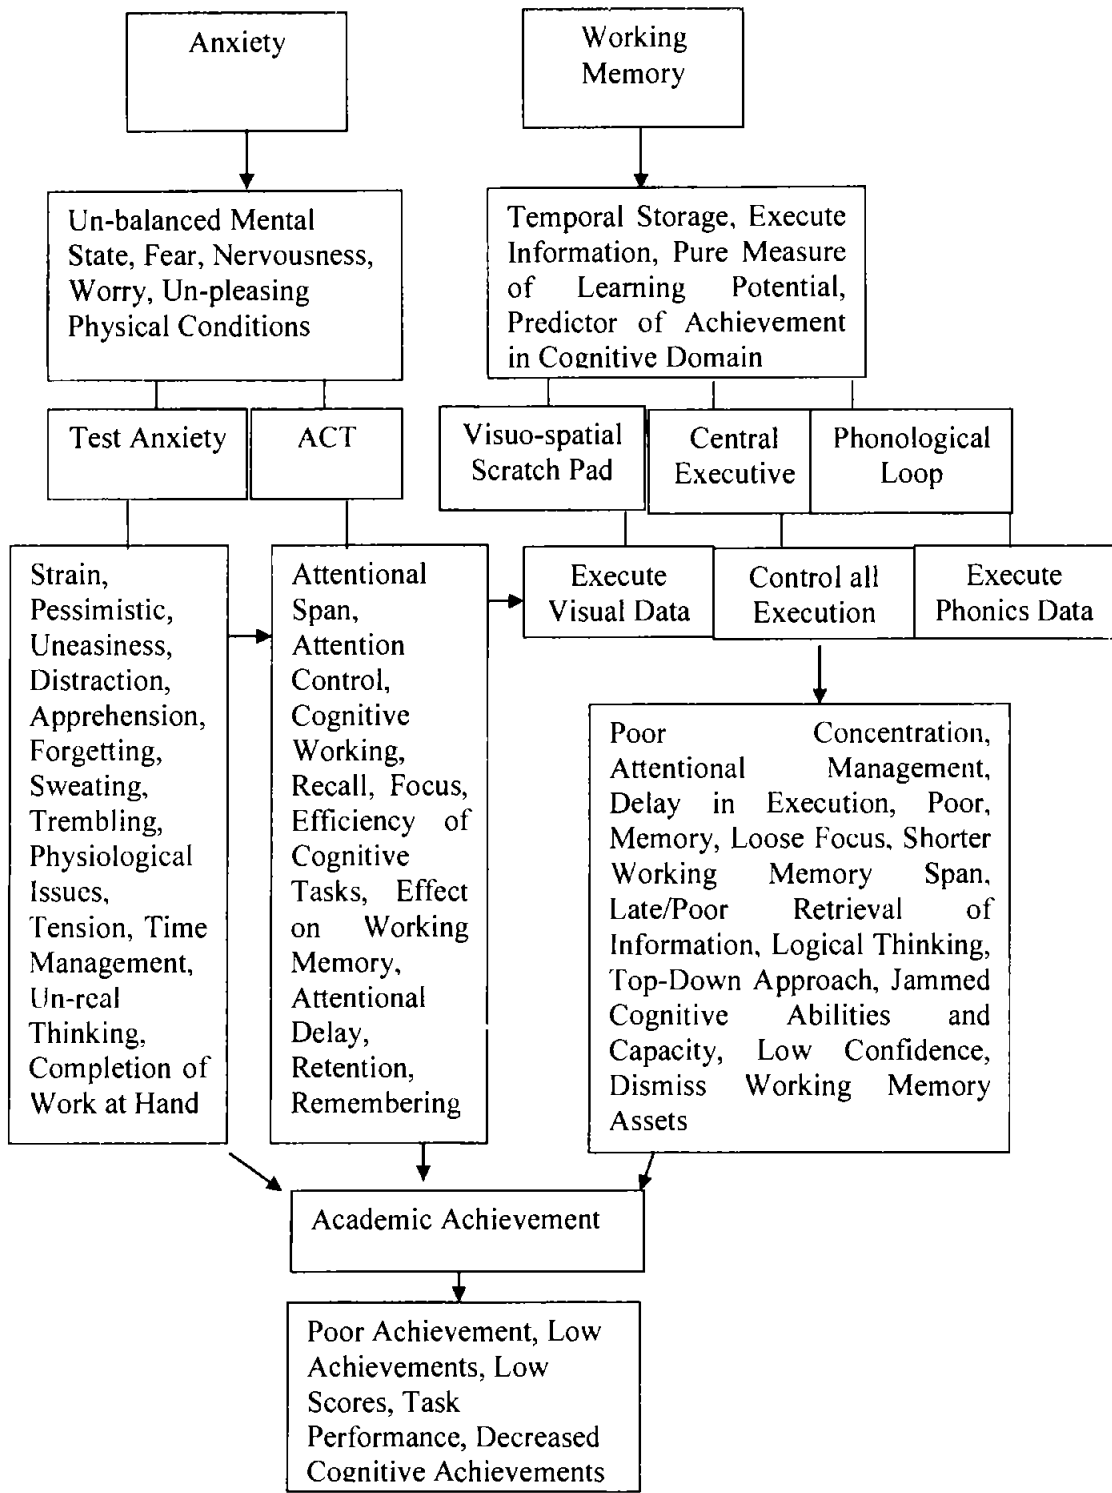 Anxiety
Working
Memory
Un-balanced Mental
State, Fear, Nervousness,
Worry, Un-pleasing
Physical Conditions
Temporal Storage, Execute
Information, Pure Measure
of Learning Potential,
Predictor of Achievement
in Cognitive Domain
Test Anxiety
ACT
Visuo-spatial
Scratch Pad
Central
Executive
Phonological
Loop
Strain,
Pessimistic,
Uneasiness,
Distraction,
Apprehension,
Forgetting,
Sweating,
Trembling,
Physiological
Issues,
Tension, Time
Management,
Un-real
Thinking,
Completion of
Work at Hand
Attentional
Span,
Attention
Control,
Cognitive
Working,
Recall, Focus,
Efficiency of
Cognitive
Tasks, Effect
on Working
Memory,
Attentional
Delay,
Retention,
Remembering
Execute
Visual Data
Control all
Execution
Execute
Phonics Data
Poor Concentration,
Attentional Management,
Delay in Execution, Poor,
Memory, Loose Focus, Shorter
Working Memory Span,
Late/Poor Retrieval of
Information, Logical Thinking,
Top-Down Approach, Jammed
Cognitive Abilities and
Capacity, Low Confidence,
Dismiss Working Memory
Assets
Academic Achievement
Poor Achievement, Low
Achievements, Low
Scores, Task
Performance, Decreased
Cognitive Achievements